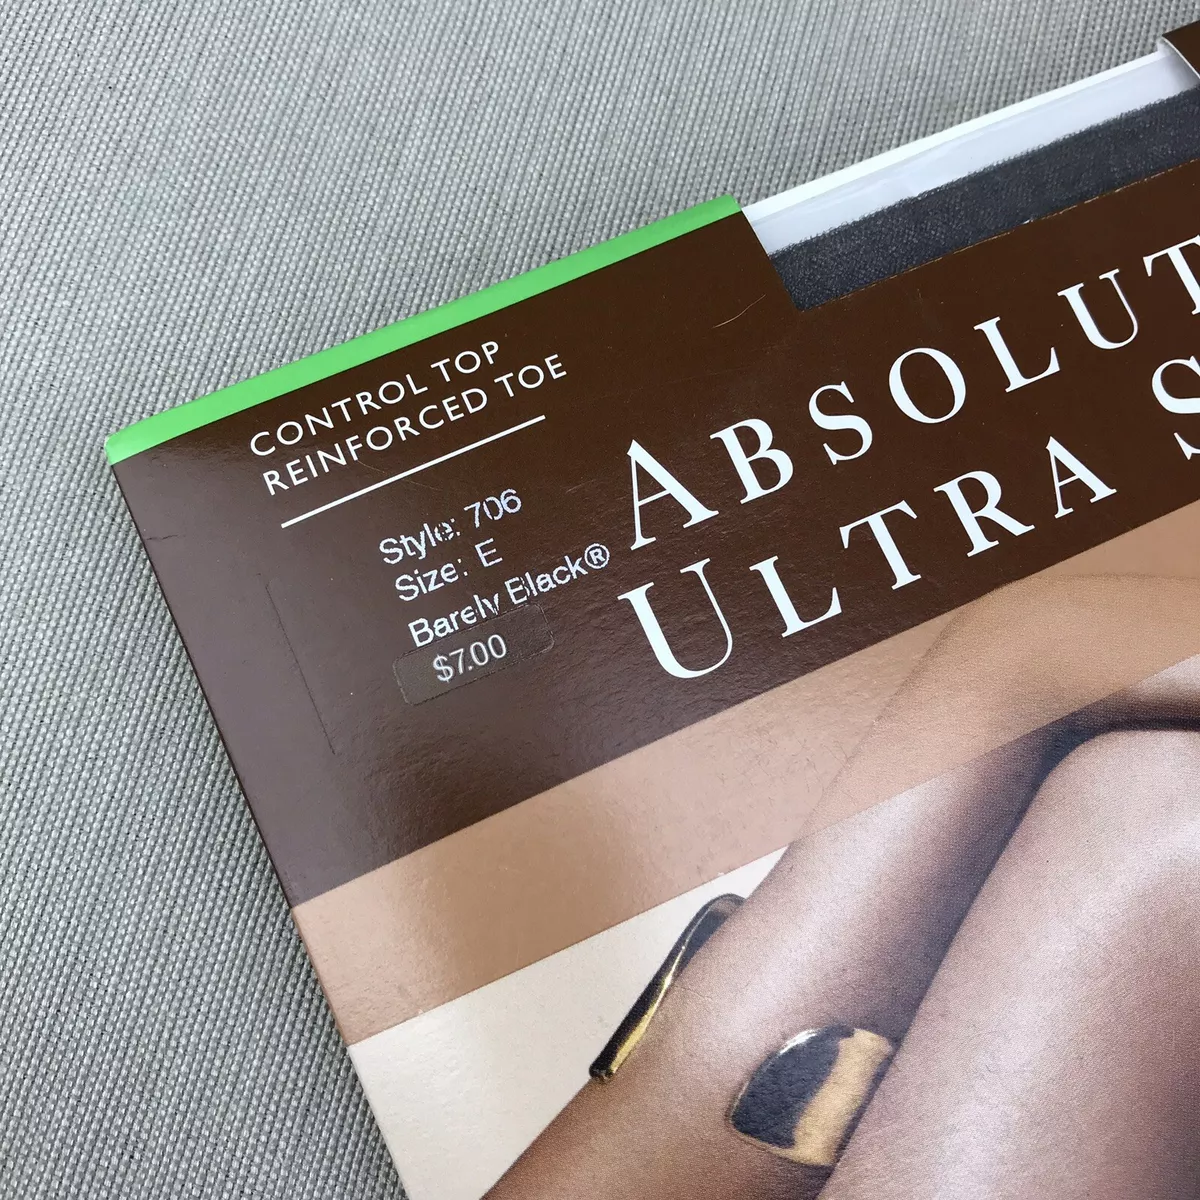 CONTROL TOP
REINFORCED TOE
Style: 706
Size: E
Barely Black®
$7.00
ABSOLUT
ULTRA S